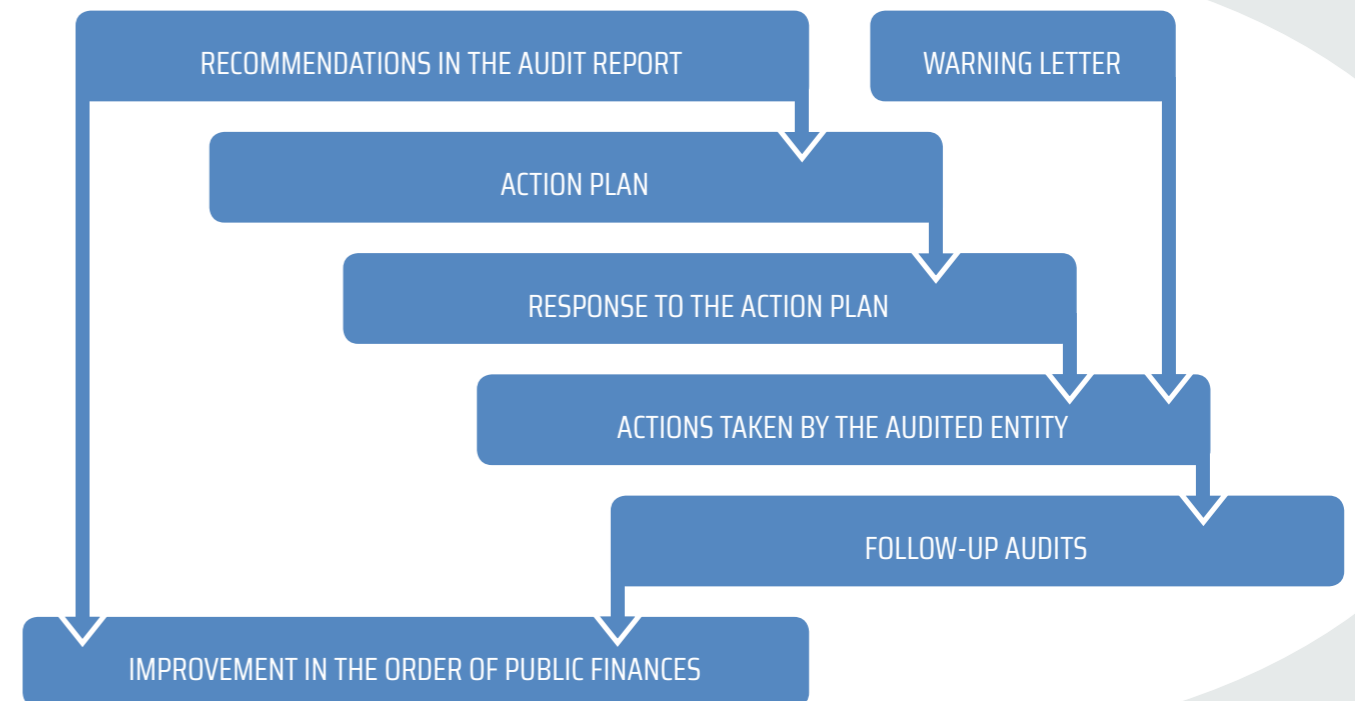 RECOMMENDATIONS IN THE AUDIT REPORT
WARNING LETTER
ACTION PLAN
RESPONSE TO THE ACTION PLAN
ACTIONS TAKEN BY THE AUDITED ENTITY
FOLLOW-UP AUDITS
IMPROVEMENT IN THE ORDER OF PUBLIC FINANCES